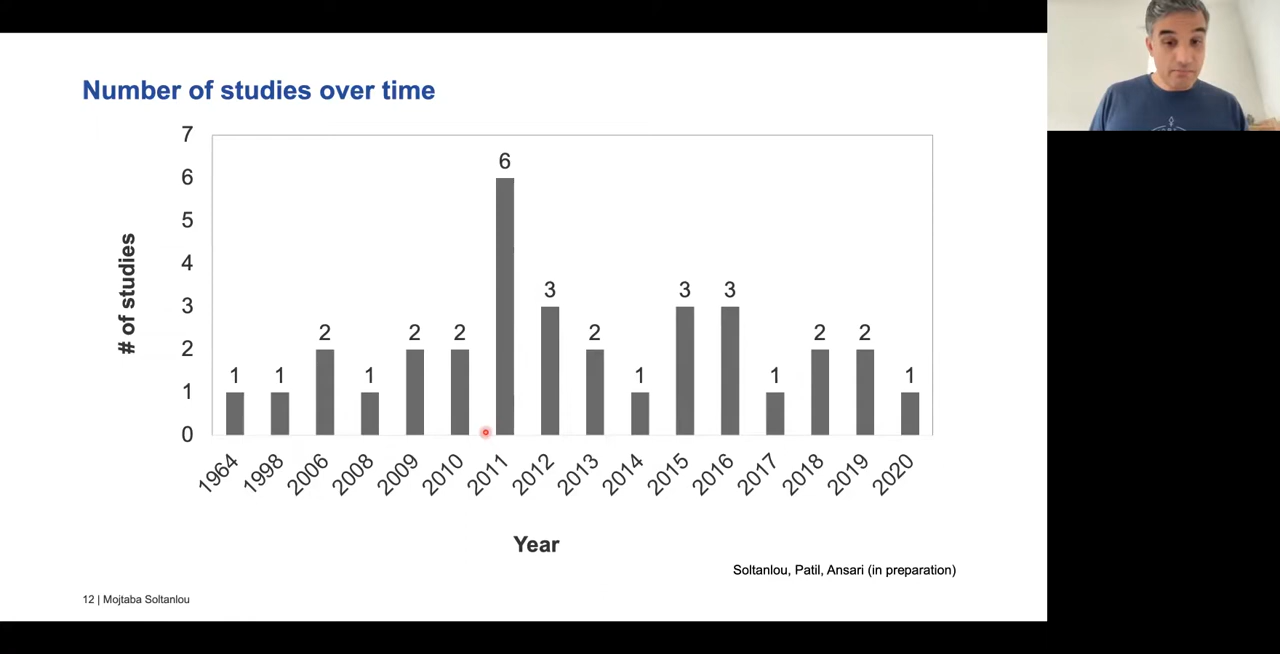 Number of studies over time
7
6
5
4
3
2
1
0
# of studies
1 1 2 1 2 2 6 3 2 1 3 3 1 2 2 1
1964 1998 2006 2008 2009 2010 2011 2012 2013 2014 2015 2016 2017 2018 2019 2020
Year
Soltanlou, Patil, Ansari (in preparation)
12 | Mojtaba Soltanlou